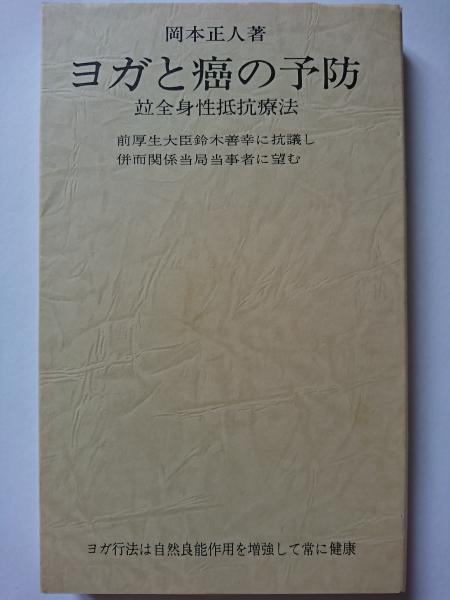 岡本正人著
ヨガと癌の予防
竝全身性抵抗療法
前厚生大臣鈴木善幸に抗議し
併而関係当局当事者に望む
ヨガ行法は自然良能作用を増強して常に健康